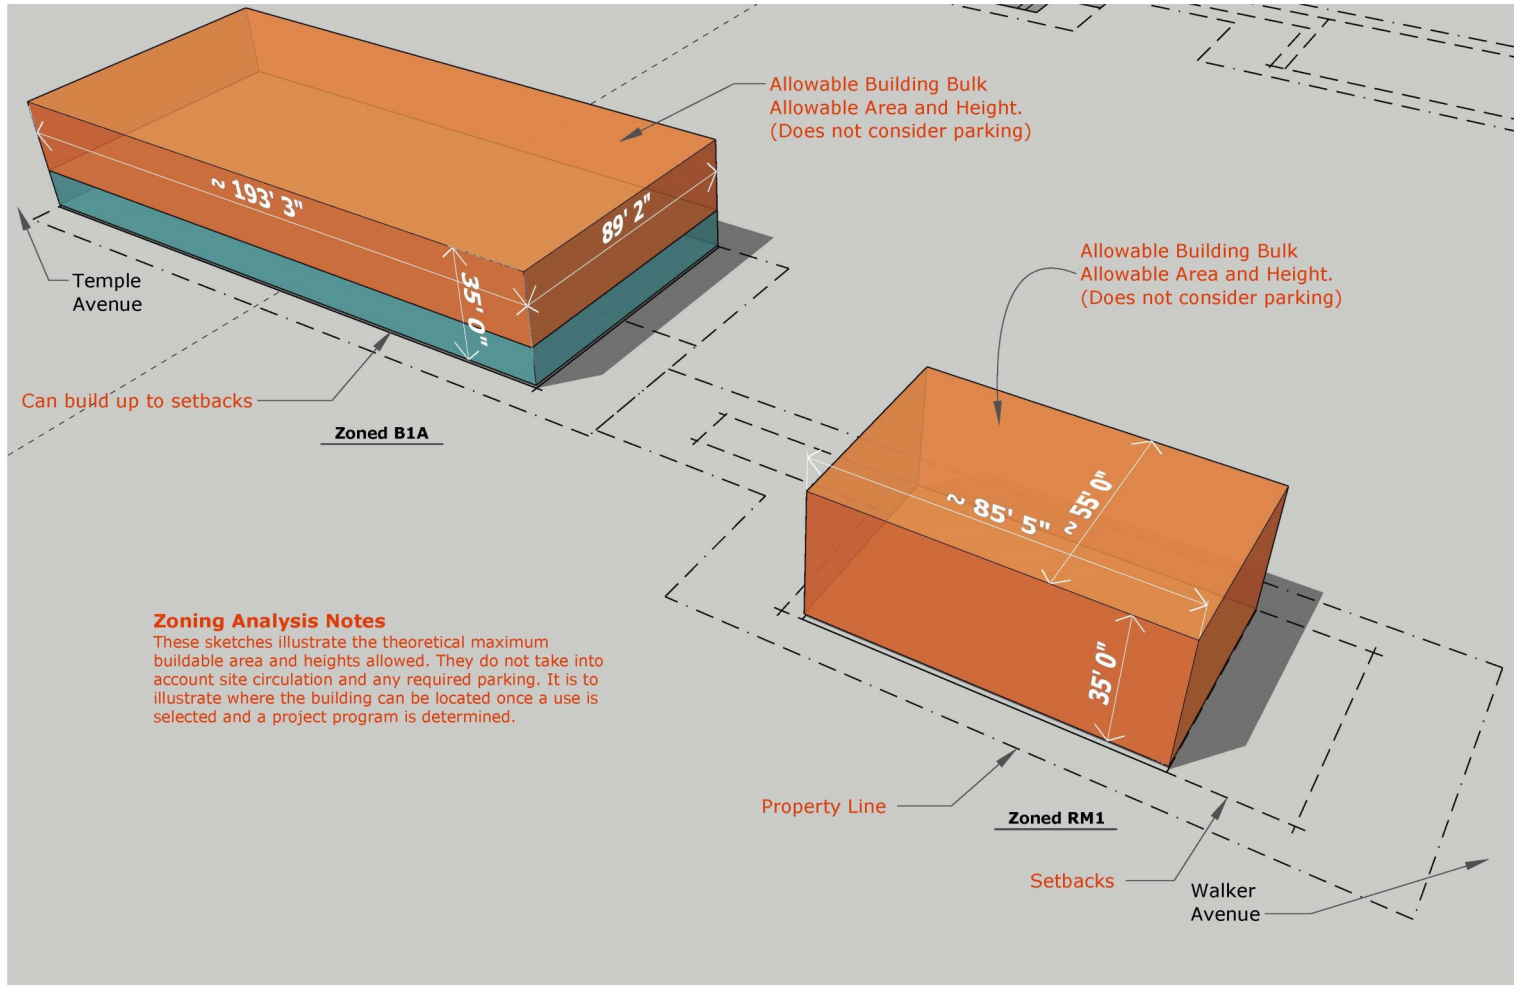 Allowable Building Bulk
Allowable Area and Height.
(Does not consider parking)
~ 193' 3"
89' 2"
35' 0"
Temple
Avenue
Can build up to setbacks
Zoned B1A
Allowable Building Bulk
Allowable Area and Height.
(Does not consider parking)
~ 85' 5"
~ 55' 0"
35' 0"
Zoning Analysis Notes
These sketches illustrate the theoretical maximum
buildable area and heights allowed. They do not take into
account site circulation and any required parking. It is to
illustrate where the building can be located once a use is
selected and a project program is determined.
Property Line
Zoned RM1
Setbacks
Walker
Avenue